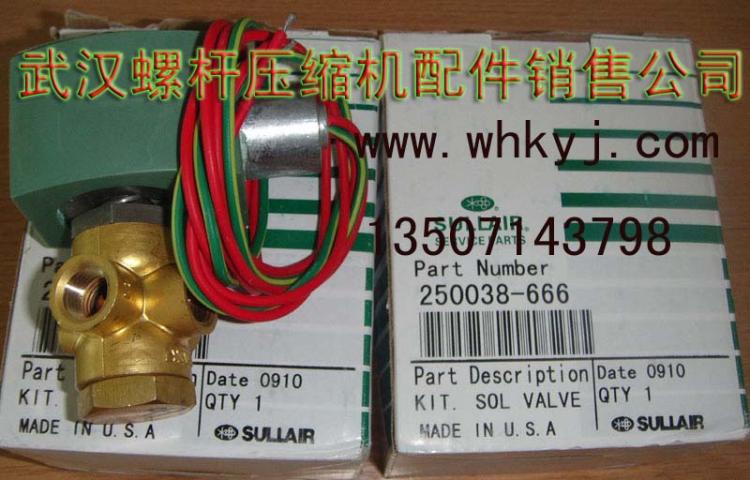 武汉螺杆压缩机配件销售公司
www.whkyj.com
SULLAIR®
SERVICE PARTS
13507143798
Part Number
250038-666
Part Description
KIT. SOL VALVE
Date 0910
QTY 1
MADE IN U.S.A
SULLAIR
Part
KIT.
Date 0910
QTY 1
MADE IN U.S.A
SULLAIR